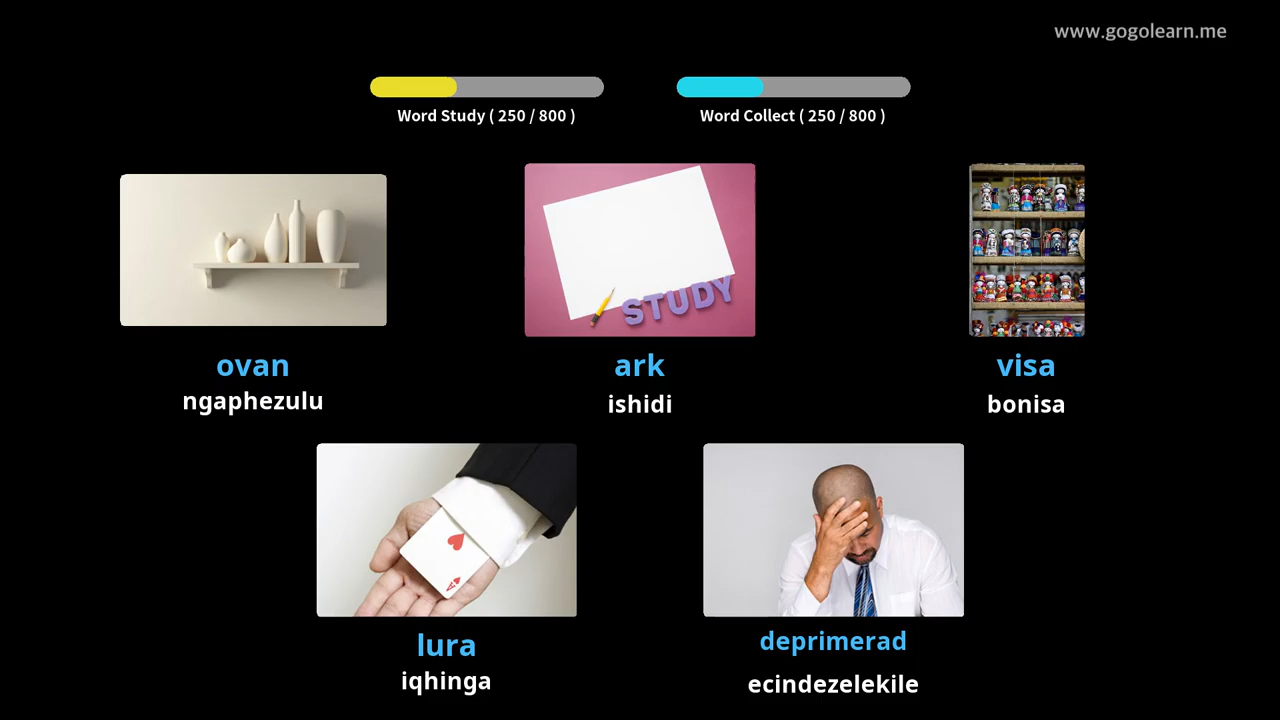 www.gogolearn.me
Word Study ( 250 / 800 )
Word Collect ( 250 / 800 )
STUDY
ovan
ngaphezulu
ark
ishidi
visa
bonisa
lura
iqhinga
deprimerad
ecindezelekile